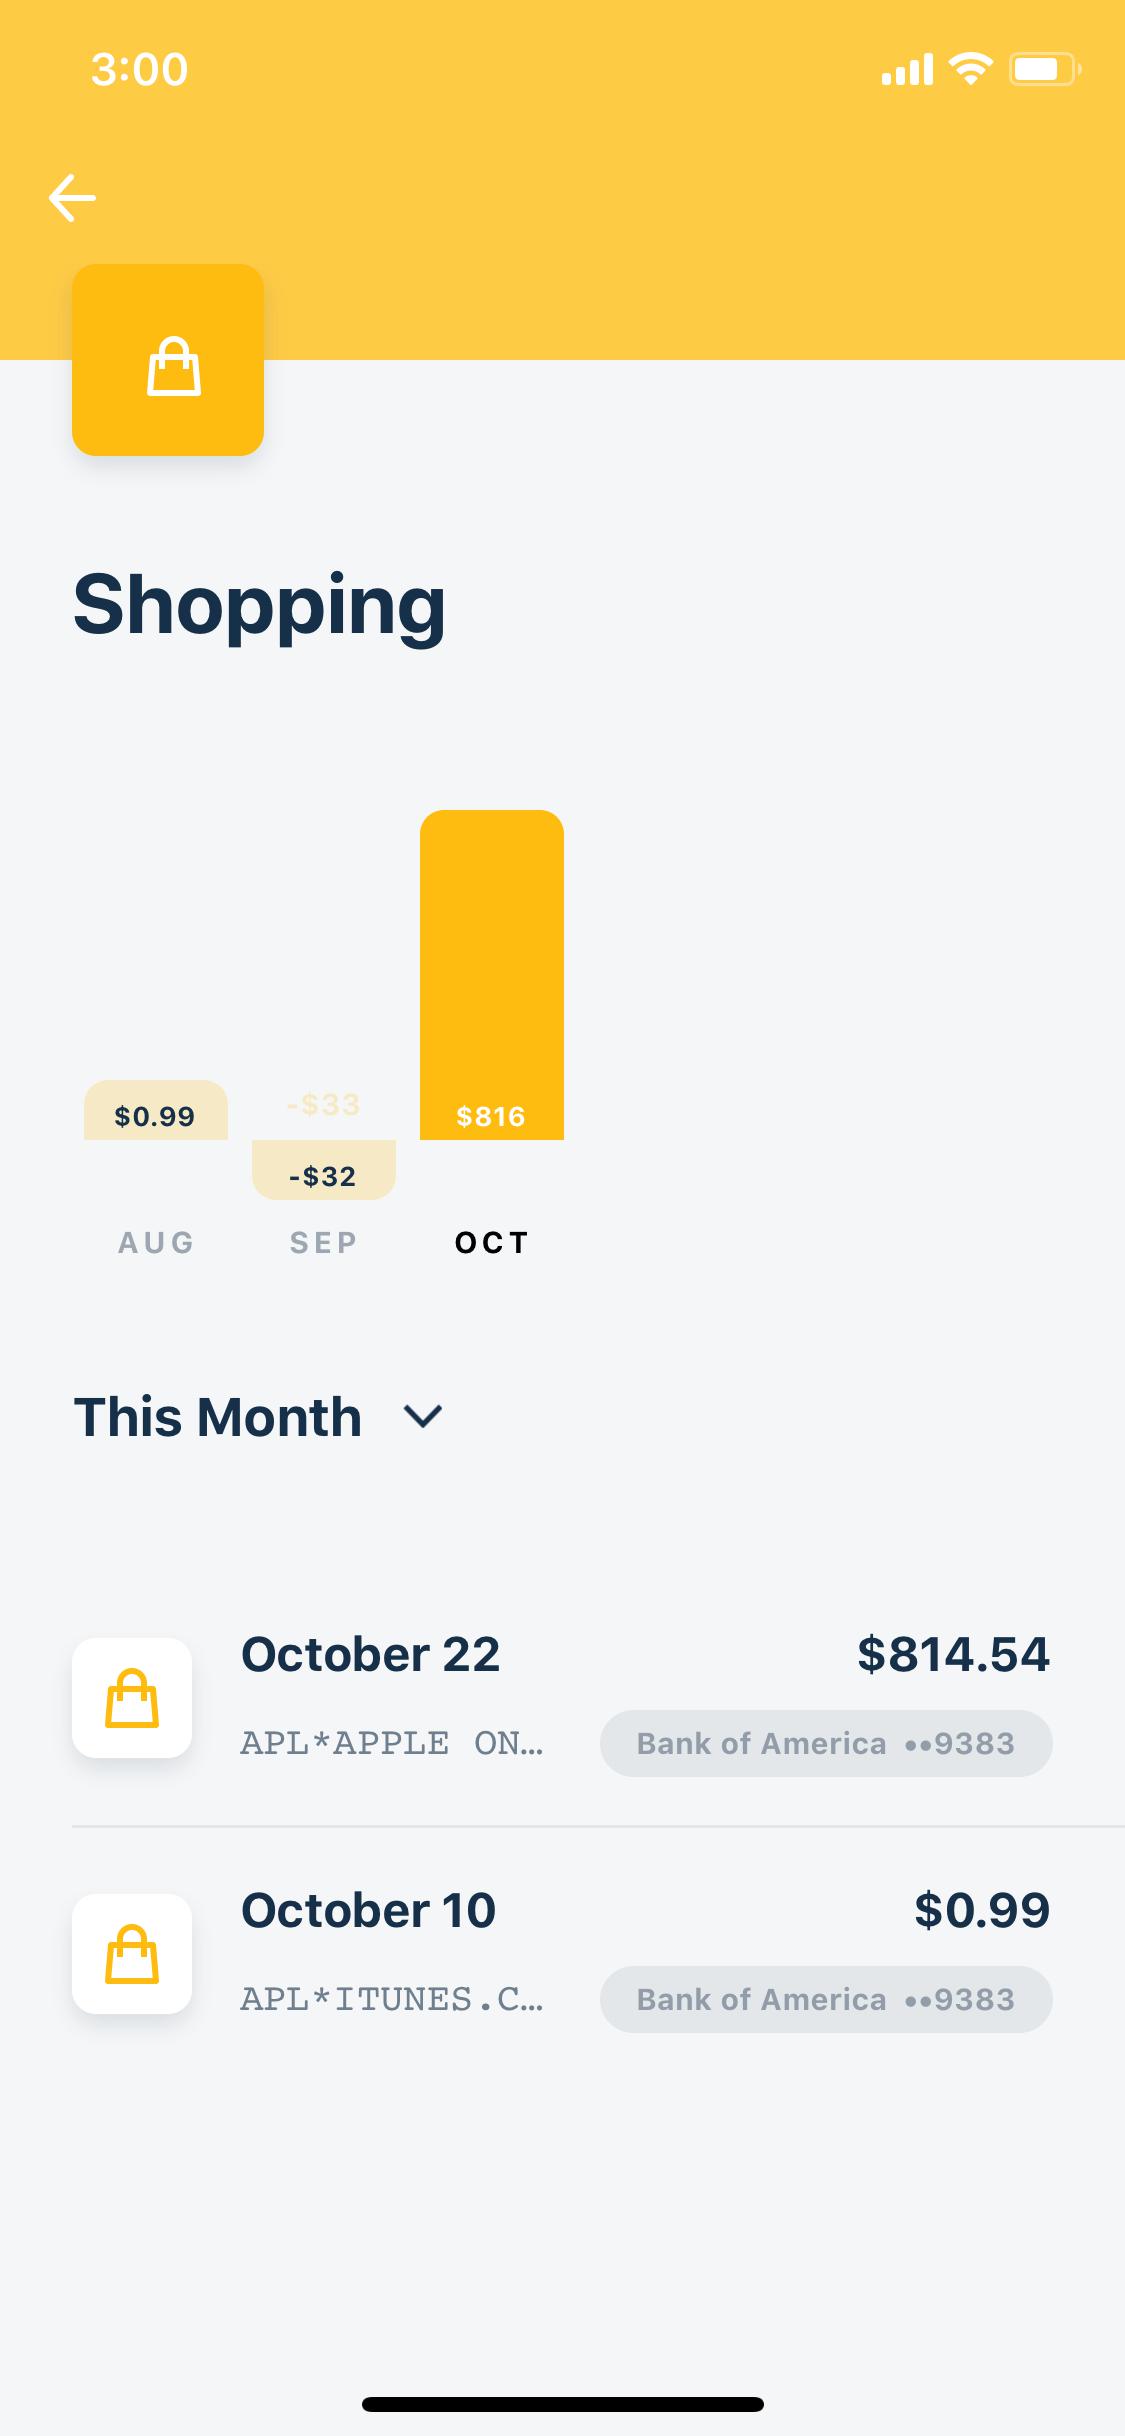 3:00
Shopping
$0.99
-$33
$816
-$32
AUG
SEP
OCT
This Month
October 22
$814.54
APL*APPLE ON…
Bank of America ••9383
October 10
$0.99
APL*ITUNES.C…
Bank of America ••9383